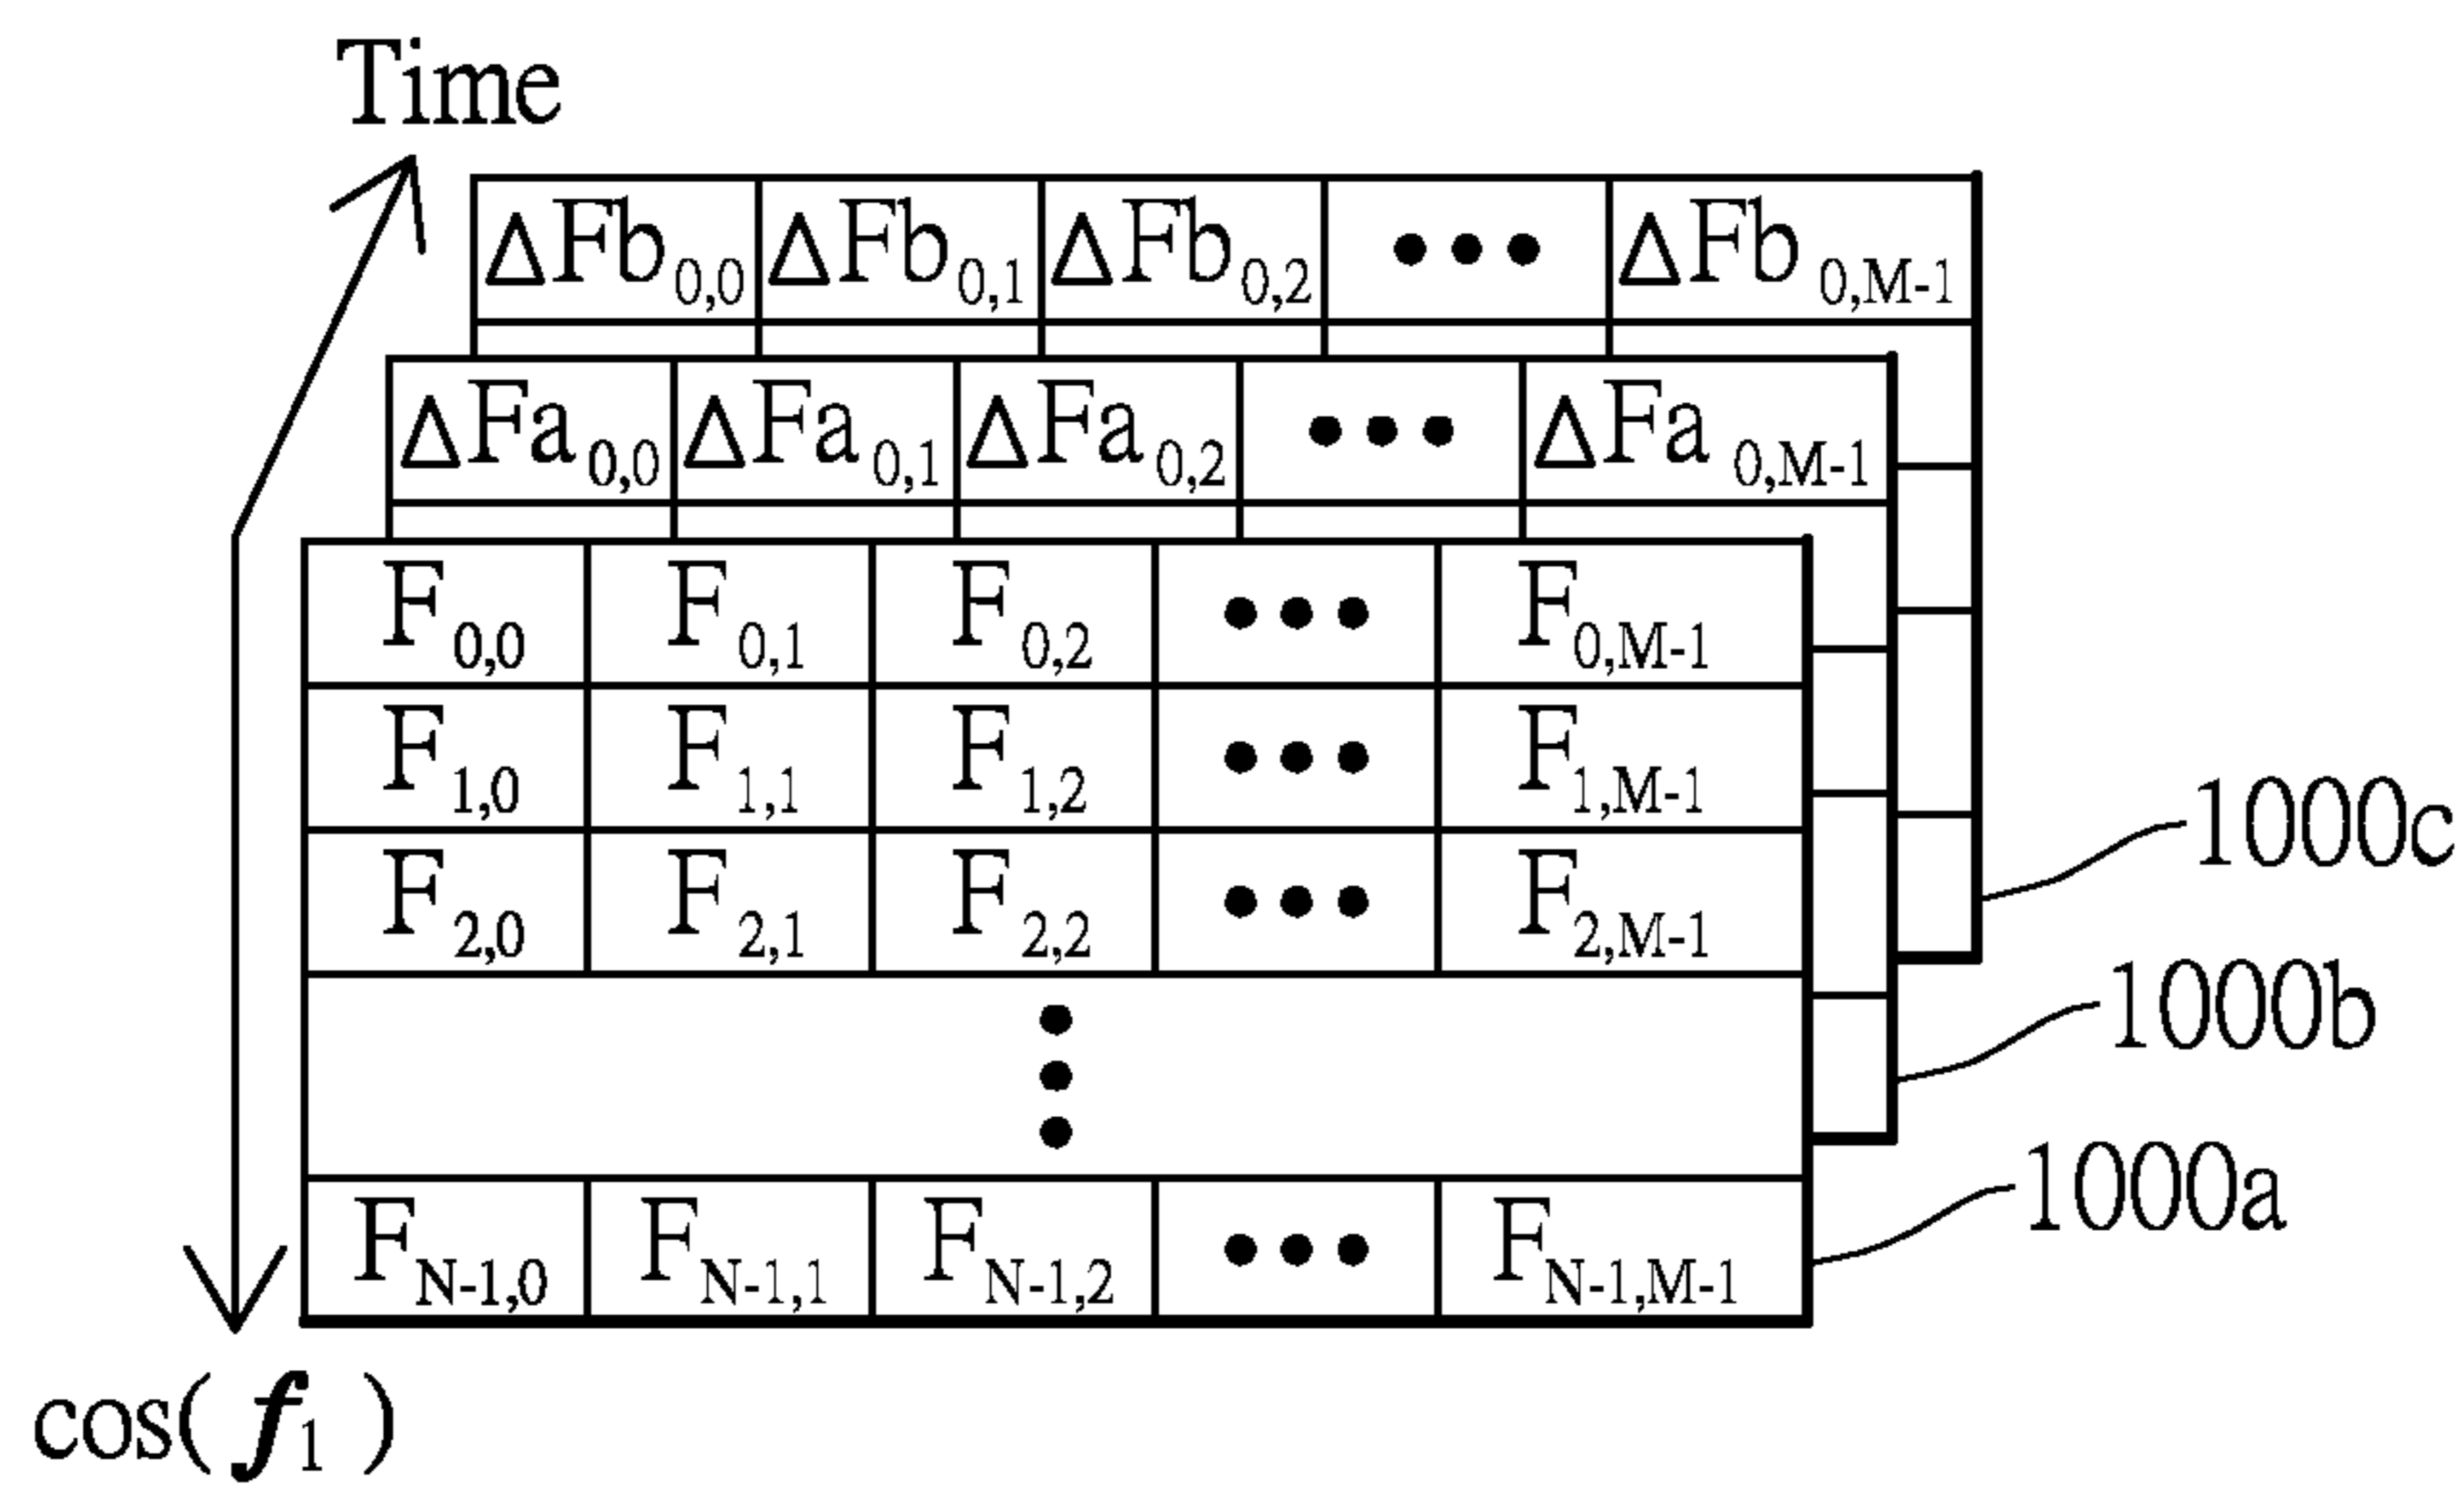 Time
ΔFb0,0 ΔFb0,1 ΔFb0,2 ●●● ΔFb0,M-1
ΔFa0,0 ΔFa0,1 ΔFa0,2 ●●● ΔFa0,M-1
F0,0 F0,1 F0,2 ●●● F0,M-1
F1,0 F1,1 F1,2 ●●● F1,M-1
F2,0 F2,1 F2,2 ●●● F2,M-1
FN-1,0 FN-1,1 FN-1,2 ●●● FN-1,M-1
1000c
1000b
1000a
cos(f1)